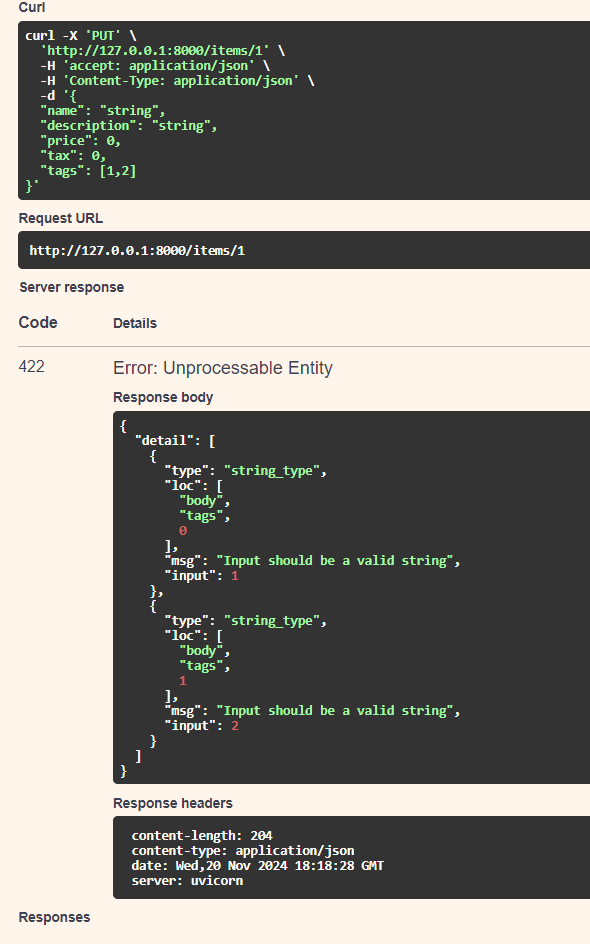 Curl
curl -X 'PUT' \
  'http://127.0.0.1:8000/items/1' \
  -H 'accept: application/json' \
  -H 'Content-Type: application/json' \
  -d '{
  "name": "string",
  "description": "string",
  "price": 0,
  "tax": 0,
  "tags": [1,2]
}'
Request URL
http://127.0.0.1:8000/items/1
Server response
Code Details
422 Error: Unprocessable Entity
Response body
{
  "detail": [
    {
      "type": "string_type",
      "loc": [
        "body",
        "tags",
        0
      ],
      "msg": "Input should be a valid string",
      "input": 1
    },
    {
      "type": "string_type",
      "loc": [
        "body",
        "tags",
        1
      ],
      "msg": "Input should be a valid string",
      "input": 2
    }
  ]
}
Response headers
content-length: 204
content-type: application/json
date: Wed,20 Nov 2024 18:18:28 GMT
server: uvicorn
Responses